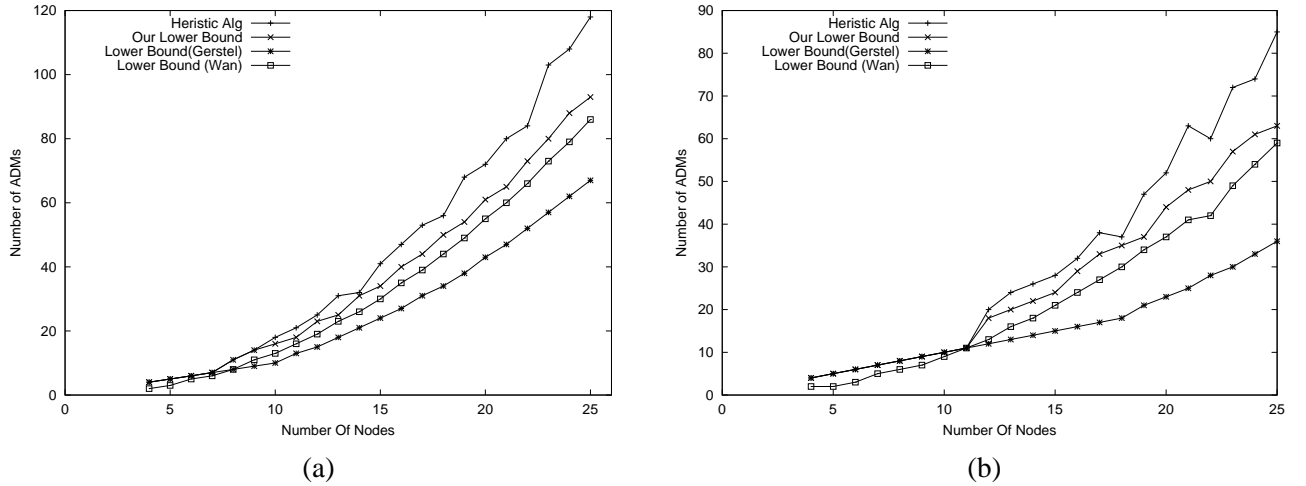 Heristic Alg
Our Lower Bound
Lower Bound(Gerstel)
Lower Bound (Wan)
Number of ADMs
120
100
80
60
40
20
0
0 5 10 15 20 25
Number Of Nodes
(a)
Heristic Alg
Our Lower Bound
Lower Bound(Gerstel)
Lower Bound (Wan)
Number of ADMs
90
80
70
60
50
40
30
20
10
0
0 5 10 15 20 25
Number Of Nodes
(b)